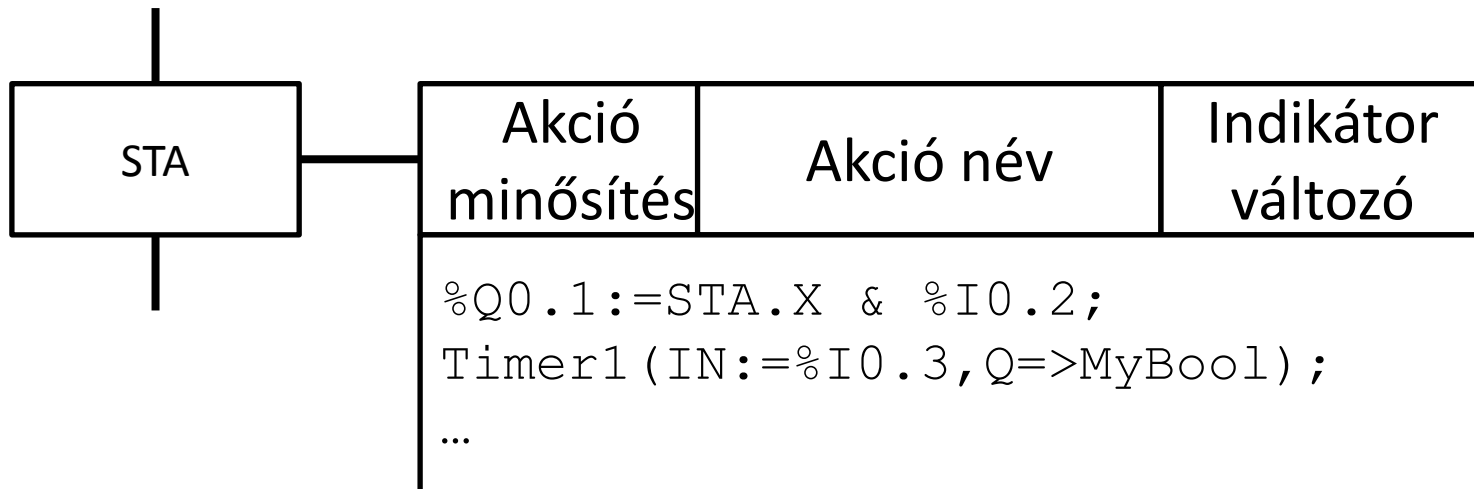 STA
Akció
minősítés
Akció név
Indikátor
változó
%Q0.1:=STA.X & %I0.2;
Timer1(IN:=%I0.3,Q=>MyBool);
…